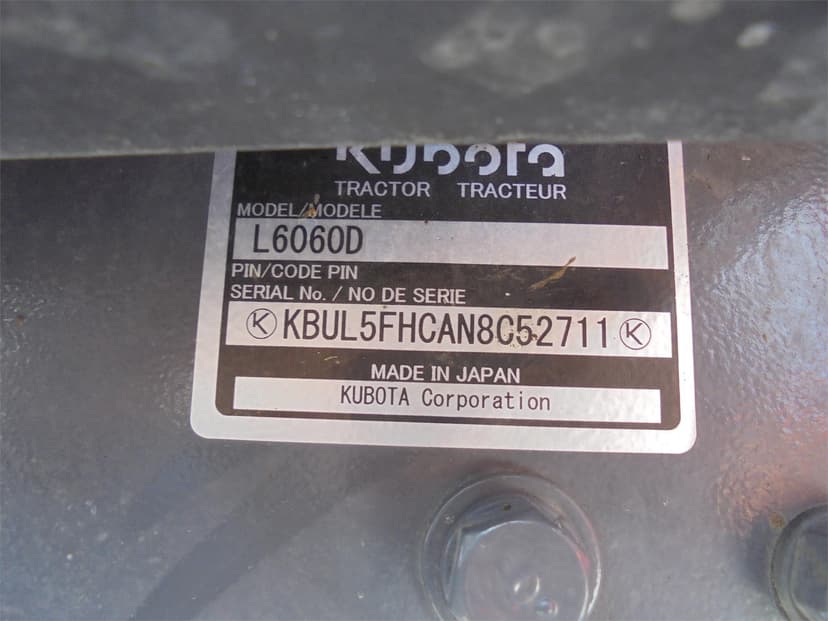 Kubota
TRACTOR TRACTEUR
MODEL/MODELE
L6060D
PIN/CODE PIN
SERIAL No. / NO DE SERIE
K KBUL5FHCAN8C52711 K
MADE IN JAPAN
KUBOTA Corporation